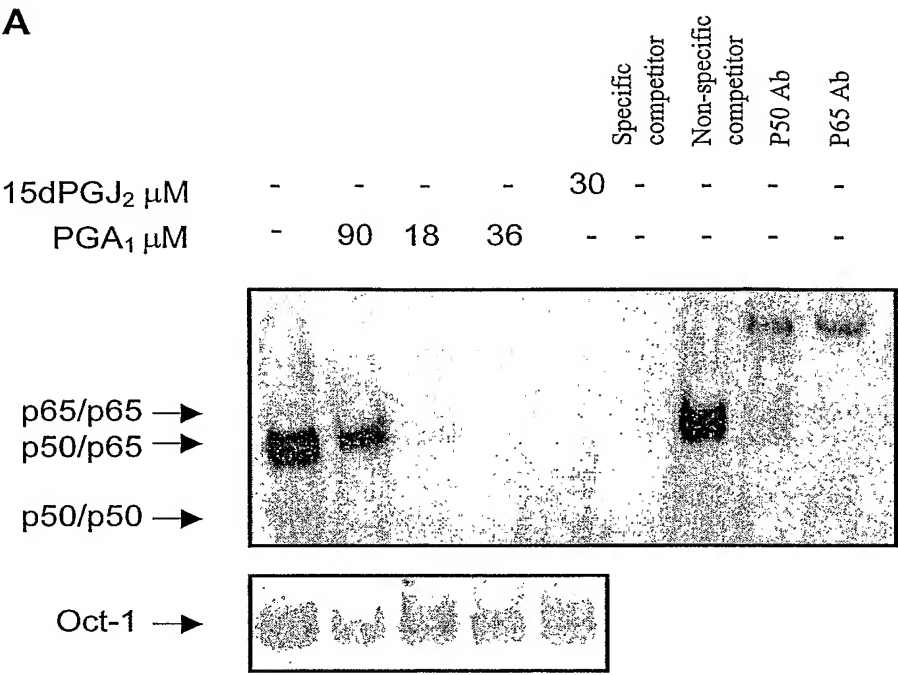 A
Specific competitor
Non-specific competitor
P50 Ab
P65 Ab
15dPGJ₂ μM - - - - 30 - - - -
PGA₁ μM - 90 18 36 - - - - -
p65/p65
p50/p65
p50/p50
Oct-1